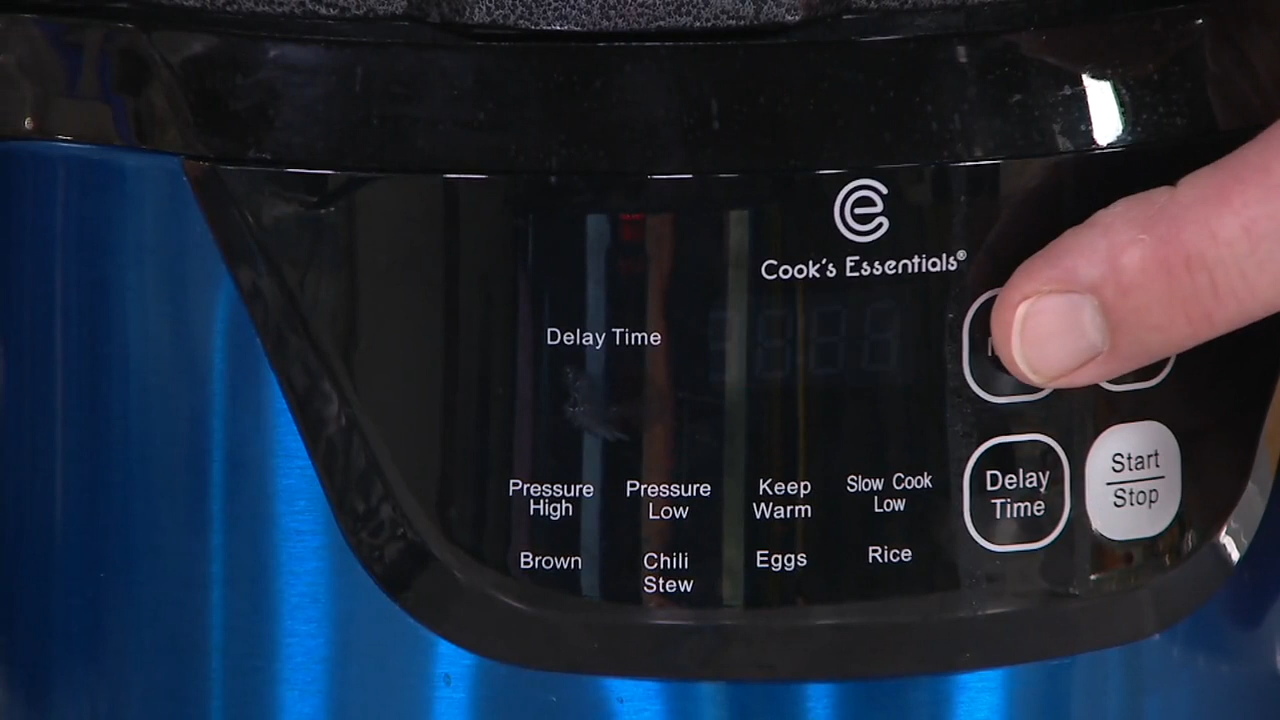 Cook's Essentials®
Delay Time
Pressure
High
Pressure
Low
Keep
Warm
Slow Cook
Low
Delay
Time
Start
Stop
Brown
Chili
Stew
Eggs
Rice